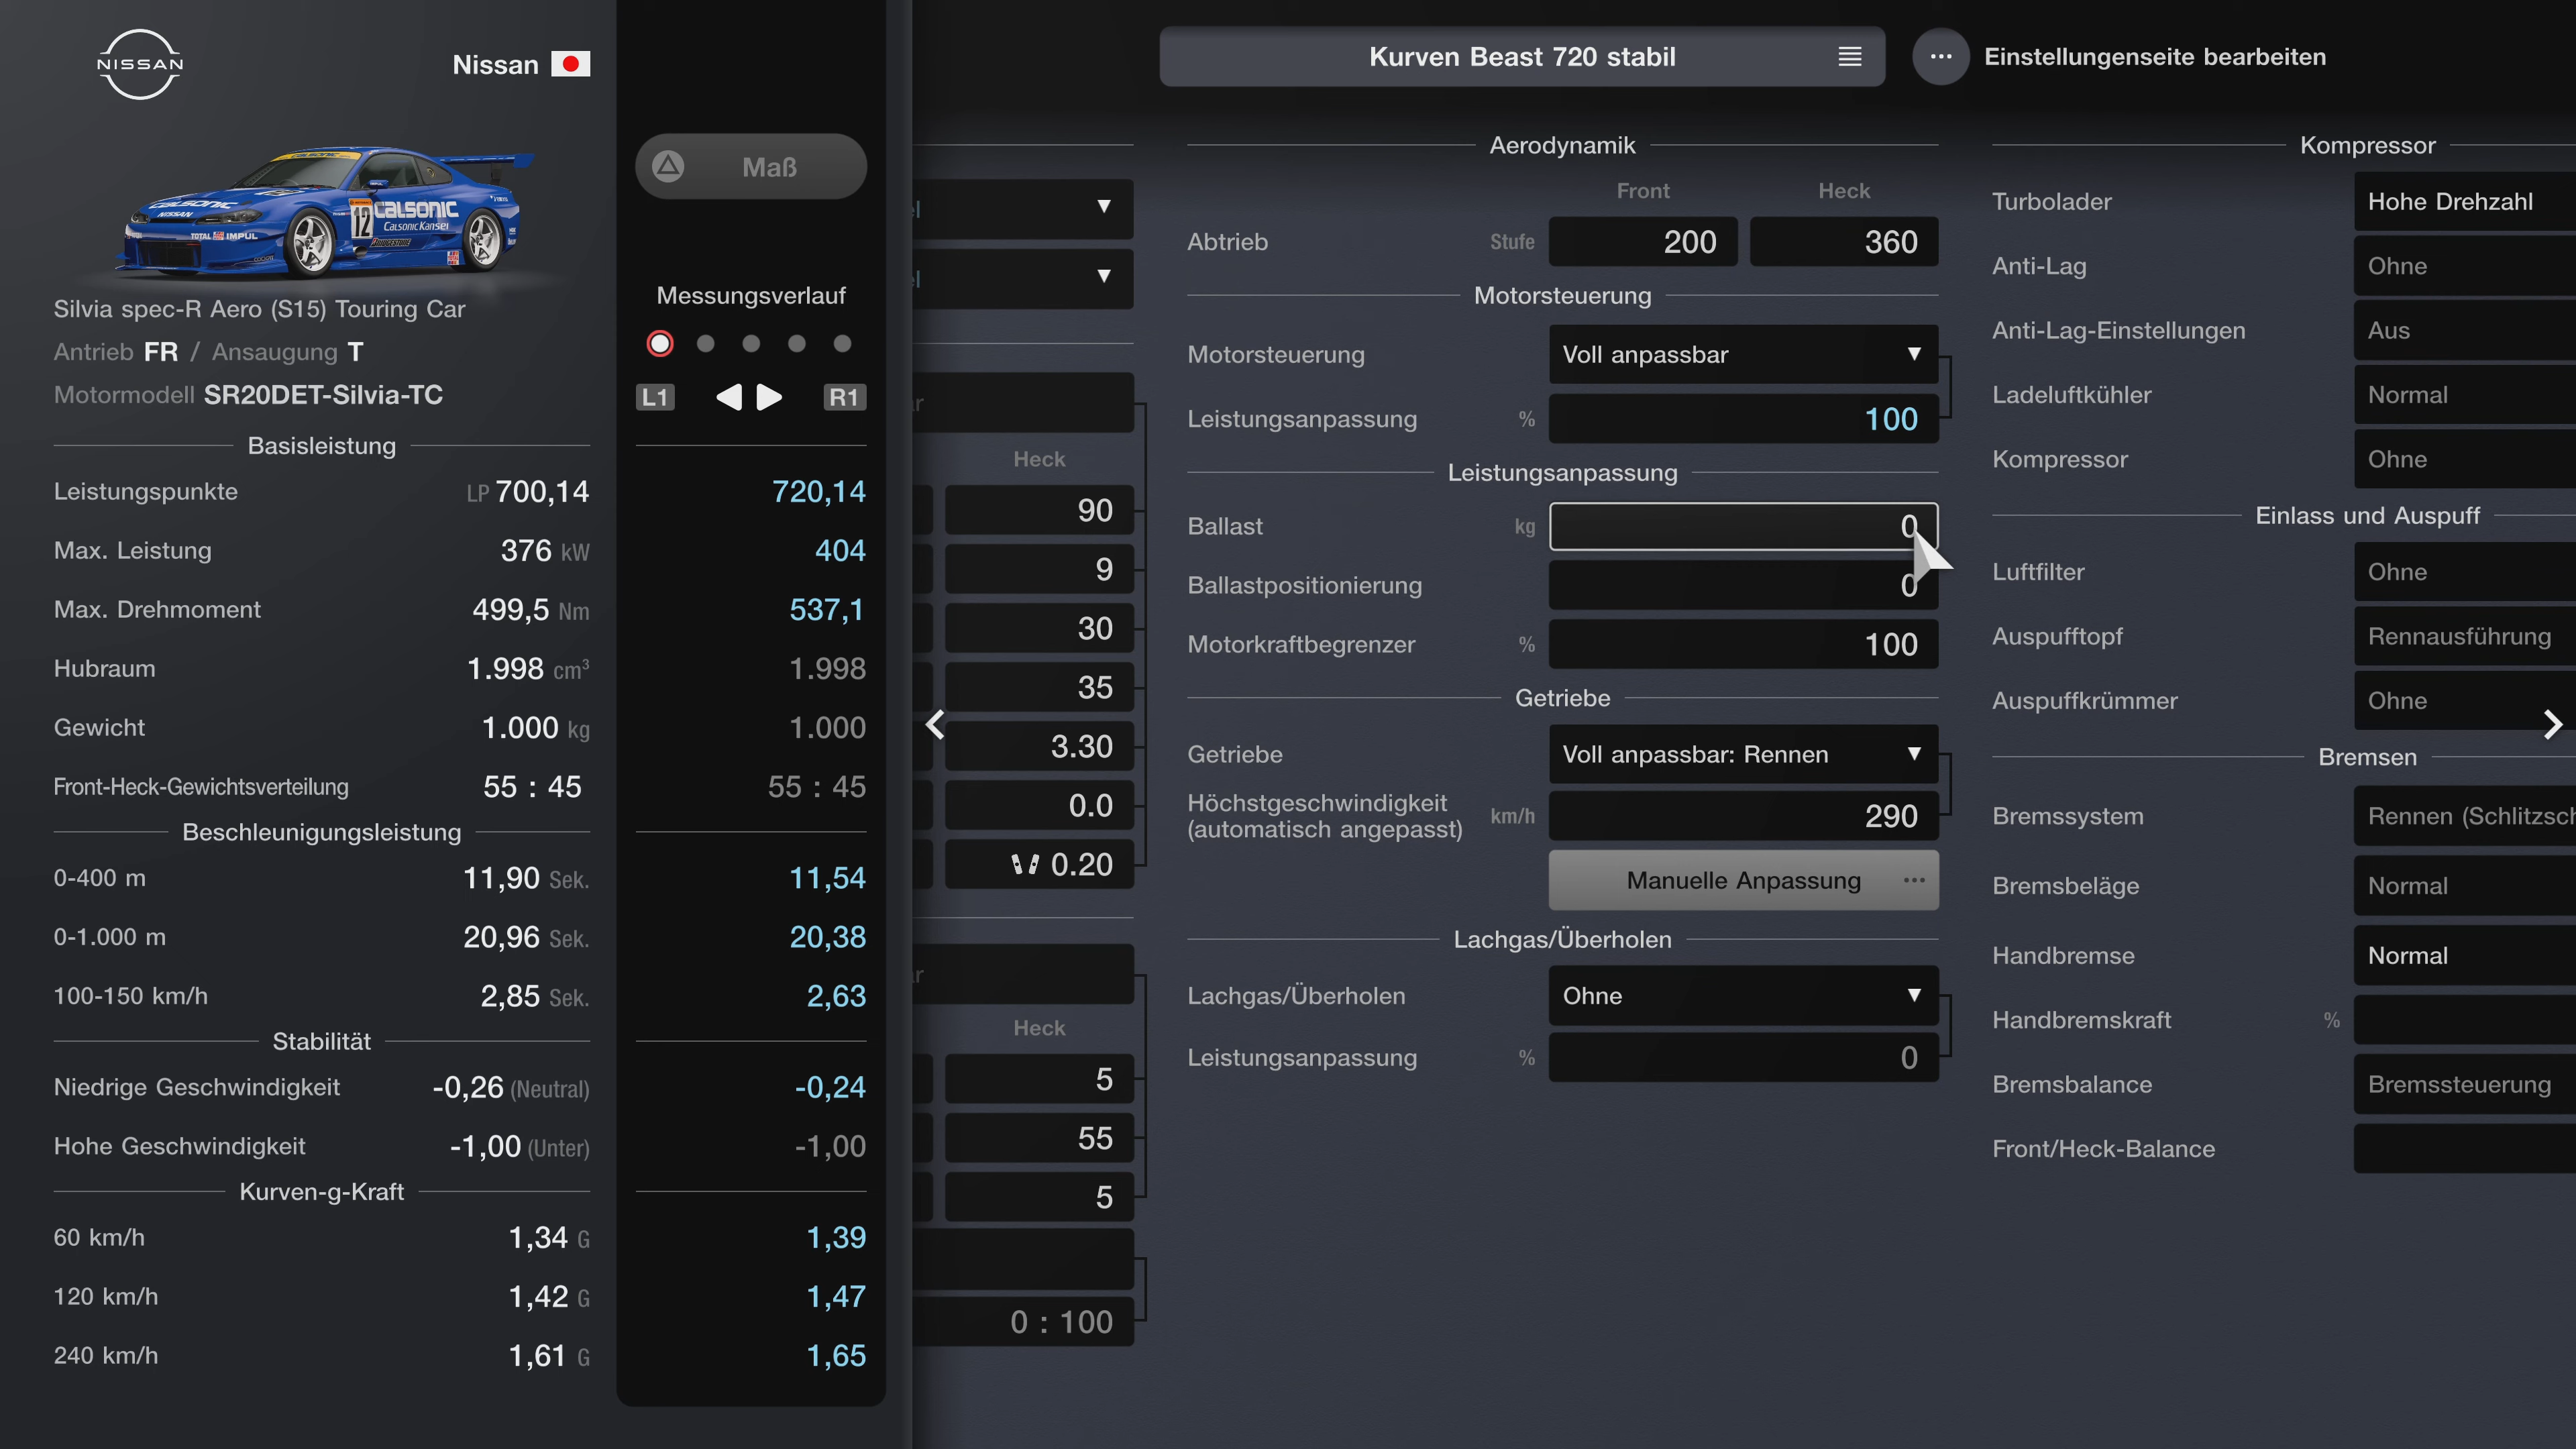 NISSAN
Nissan
Kurven Beast 720 stabil
Einstellungenseite bearbeiten
Maß
Messungsverlauf
L1
R1
CALSONIC
NISSAN
12
CALSONIC
CalsonicKansei
TOTAL
IMPUL
BRIDGESTONE
Silvia spec-R Aero (S15) Touring Car
Antrieb FR / Ansaugung T
Motormodell SR20DET-Silvia-TC
Basisleistung
Leistungspunkte LP 700,14 720,14
Max. Leistung 376 kW 404
Max. Drehmoment 499,5 Nm 537,1
Hubraum 1.998 cm³ 1.998
Gewicht 1.000 kg 1.000
Front-Heck-Gewichtsverteilung 55 : 45 55 : 45
Beschleunigungsleistung
0-400 m 11,90 Sek. 11,54
0-1.000 m 20,96 Sek. 20,38
100-150 km/h 2,85 Sek. 2,63
Stabilität
Niedrige Geschwindigkeit -0,26 (Neutral) -0,24
Hohe Geschwindigkeit -1,00 (Unter) -1,00
Kurven-g-Kraft
60 km/h 1,34 G 1,39
120 km/h 1,42 G 1,47
240 km/h 1,61 G 1,65
Heck
90
9
30
35
3.30
0.0
0.20
Heck
5
55
5
0 : 100
Aerodynamik
Front Heck
Abtrieb Stufe 200 360
Motorsteuerung
Motorsteuerung Voll anpassbar
Leistungsanpassung % 100
Leistungsanpassung
Ballast kg 0
Ballastpositionierung 0
Motorkraftbegrenzer % 100
Getriebe
Getriebe Voll anpassbar: Rennen
Höchstgeschwindigkeit
(automatisch angepasst) km/h 290
Manuelle Anpassung
Lachgas/Überholen
Lachgas/Überholen Ohne
Leistungsanpassung % 0
Kompressor
Turbolader Hohe Drehzahl
Anti-Lag Ohne
Anti-Lag-Einstellungen Aus
Ladeluftkühler Normal
Kompressor Ohne
Einlass und Auspuff
Luftfilter Ohne
Auspufftopf Rennausführung
Auspuffkrümmer Ohne
Bremsen
Bremssystem Rennen (Schlitzsch
Bremsbeläge Normal
Handbremse Normal
Handbremskraft %
Bremsbalance Bremssteuerung
Front/Heck-Balance